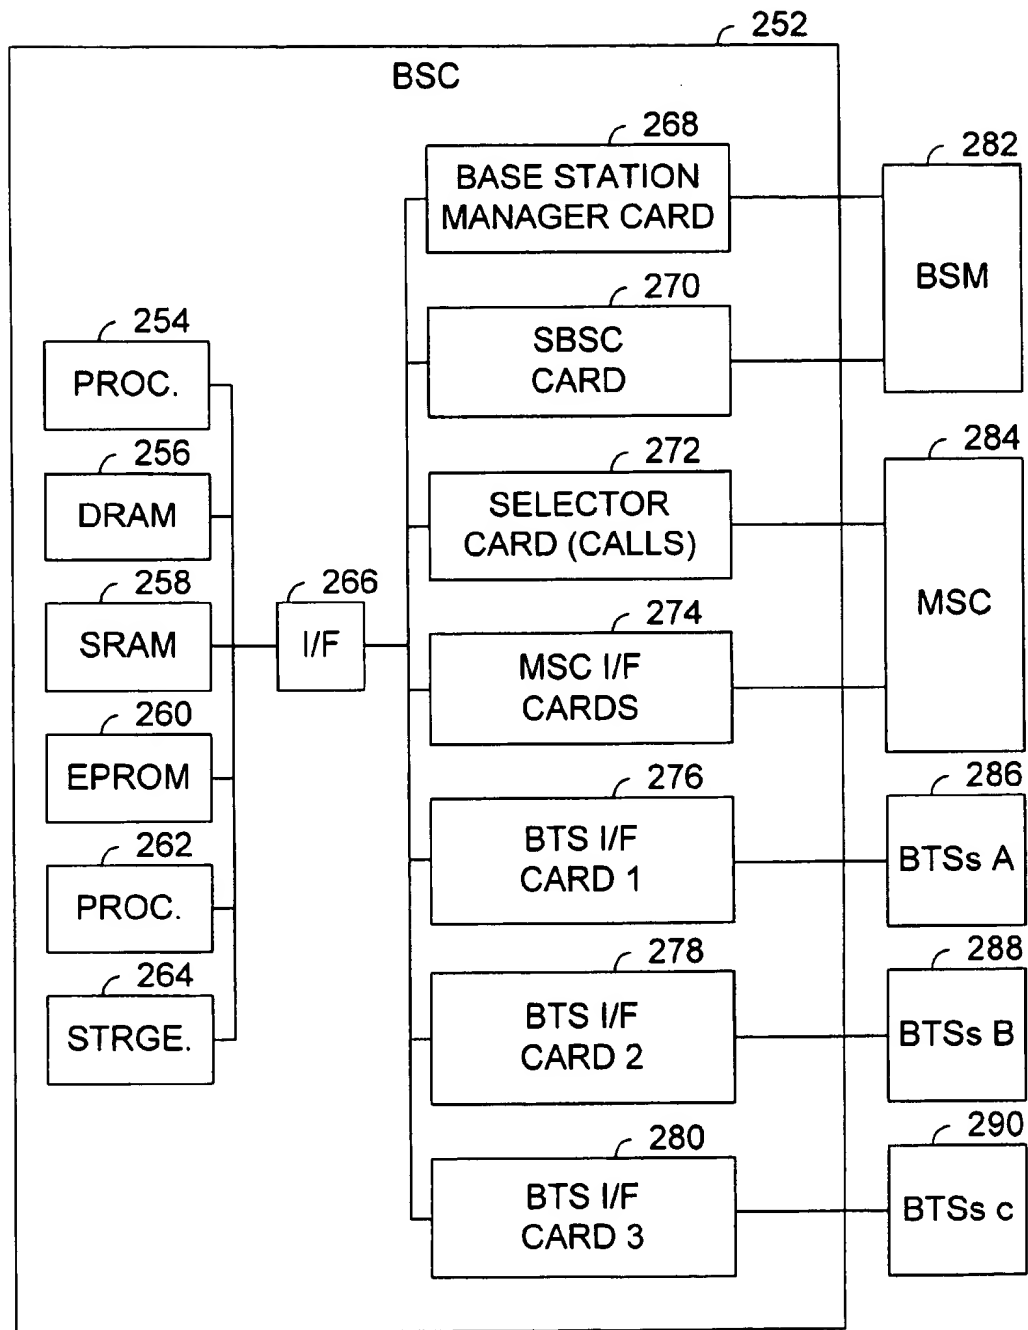 252
BSC
268
BASE STATION
MANAGER CARD
282
BSM
270
SBSC
CARD
254
PROC.
256
DRAM
258
SRAM
260
EPROM
262
PROC.
264
STRGE.
266
I/F
272
SELECTOR
CARD (CALLS)
284
MSC
274
MSC I/F
CARDS
276
BTS I/F
CARD 1
286
BTSs A
278
BTS I/F
CARD 2
288
BTSs B
280
BTS I/F
CARD 3
290
BTSs c